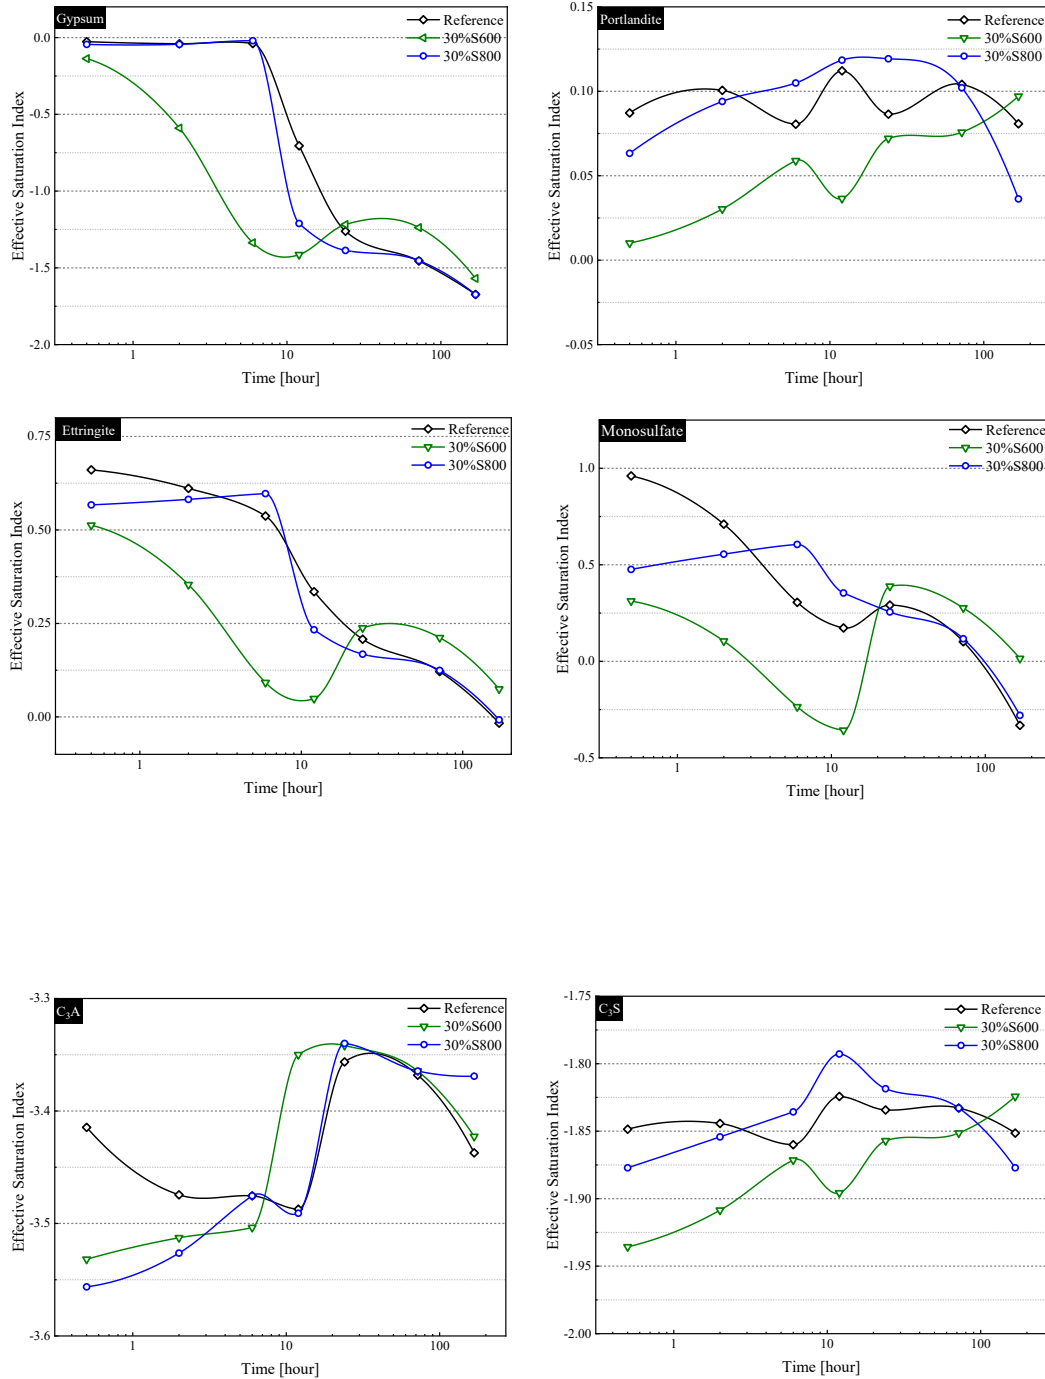 Gypsum
Reference
30%S600
30%S800
0.0
-0.5
-1.0
-1.5
-2.0
Effective Saturation Index
1
10
100
Time [hour]
Portlandite
Reference
30%S600
30%S800
0.15
0.10
0.05
0.00
-0.05
Effective Saturation Index
1
10
100
Time [hour]
Ettringite
Reference
30%S600
30%S800
0.75
0.50
0.25
0.00
Effective Saturation Index
1
10
100
Time [hour]
Monosulfate
Reference
30%S600
30%S800
1.0
0.5
0.0
-0.5
Effective Saturation Index
1
10
100
Time [hour]
C₃A
Reference
30%S600
30%S800
-3.3
-3.4
-3.5
-3.6
Effective Saturation Index
1
10
100
Time [hour]
C₃S
Reference
30%S600
30%S800
-1.75
-1.80
-1.85
-1.90
-1.95
-2.00
Effective Saturation Index
1
10
100
Time [hour]